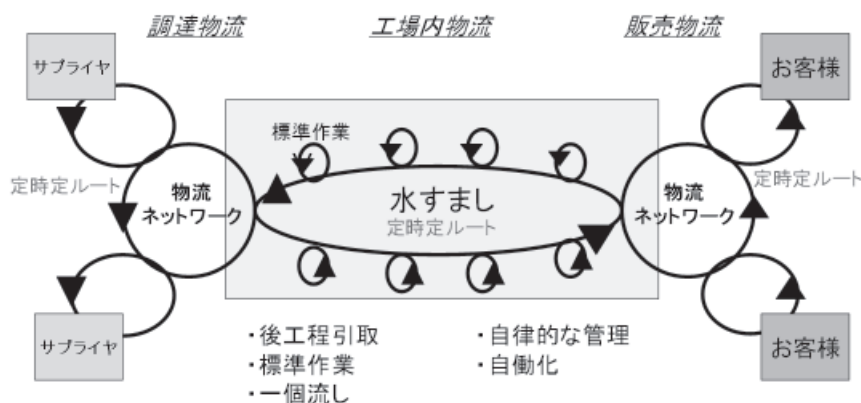 調達物流
工場内物流
販売物流
サプライヤ
お客様
標準作業
定時定ルート
物流
ネットワーク
水すまし
定時定ルート
物流
ネットワーク
定時定ルート
サプライヤ
お客様
・後工程引取
・標準作業
・一個流し
・自律的な管理
・自働化